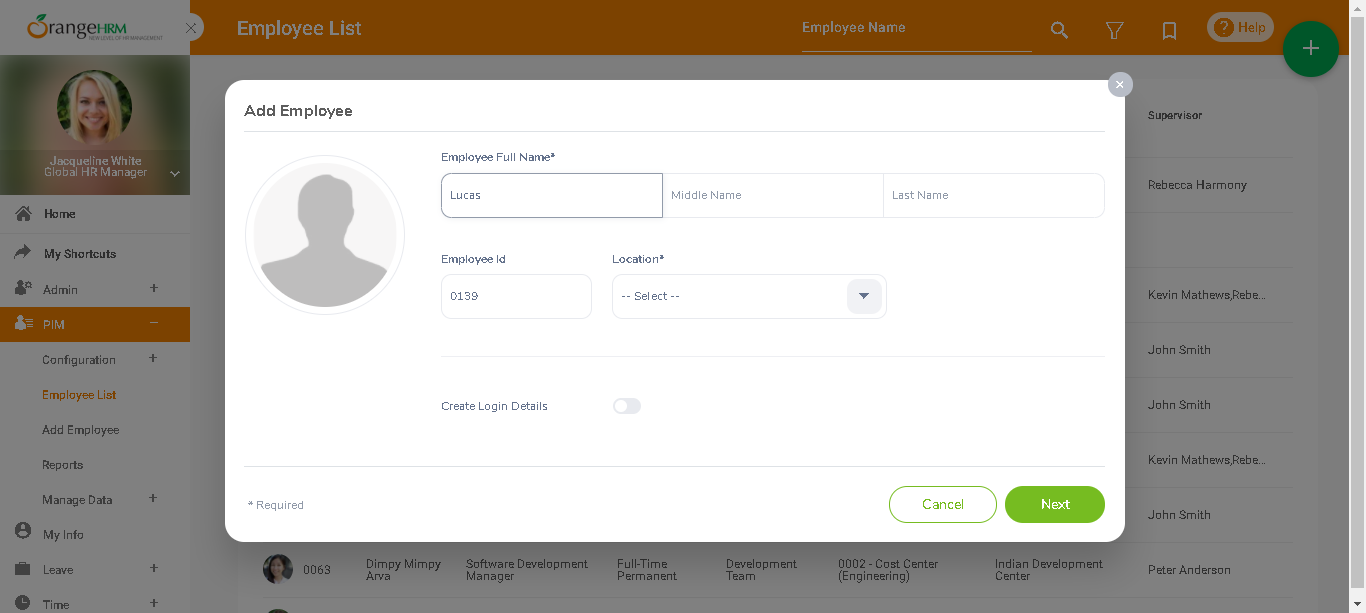 OrangeHRM
NEW LEVEL OF HR MANAGEMENT
Employee List
Employee Name
Help
Jacqueline White
Global HR Manager
Home
My Shortcuts
Admin
PIM
Configuration
Employee List
Add Employee
Reports
Manage Data
My Info
Leave
Time
Add Employee
Employee Full Name*
Lucas
Middle Name
Last Name
Employee Id
Location*
0139
-- Select --
Create Login Details
* Required
Cancel
Next
Supervisor
Rebecca Harmony
Kevin Mathews,Rebe...
John Smith
John Smith
Kevin Mathews,Rebe...
John Smith
0063
Dimpy Mimpy
Arva
Software Development
Manager
Full-Time
Permanent
Development
Team
0002 - Cost Center
(Engineering)
Indian Development
Center
Peter Anderson